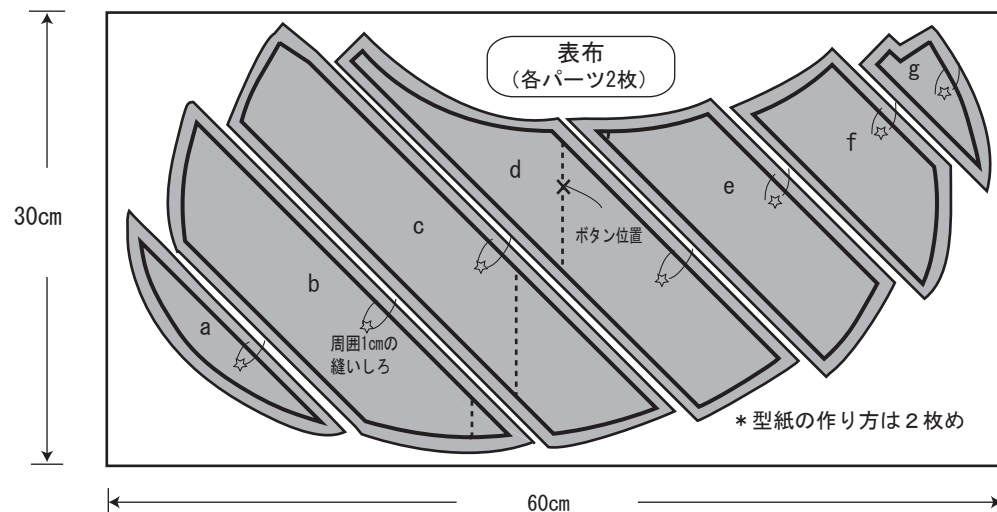 表布
（各パーツ2枚）
g
f
d
e
30cm
c
ボタン位置
b
a
周囲1cmの
縫いしろ
＊型紙の作り方は２枚め
60cm